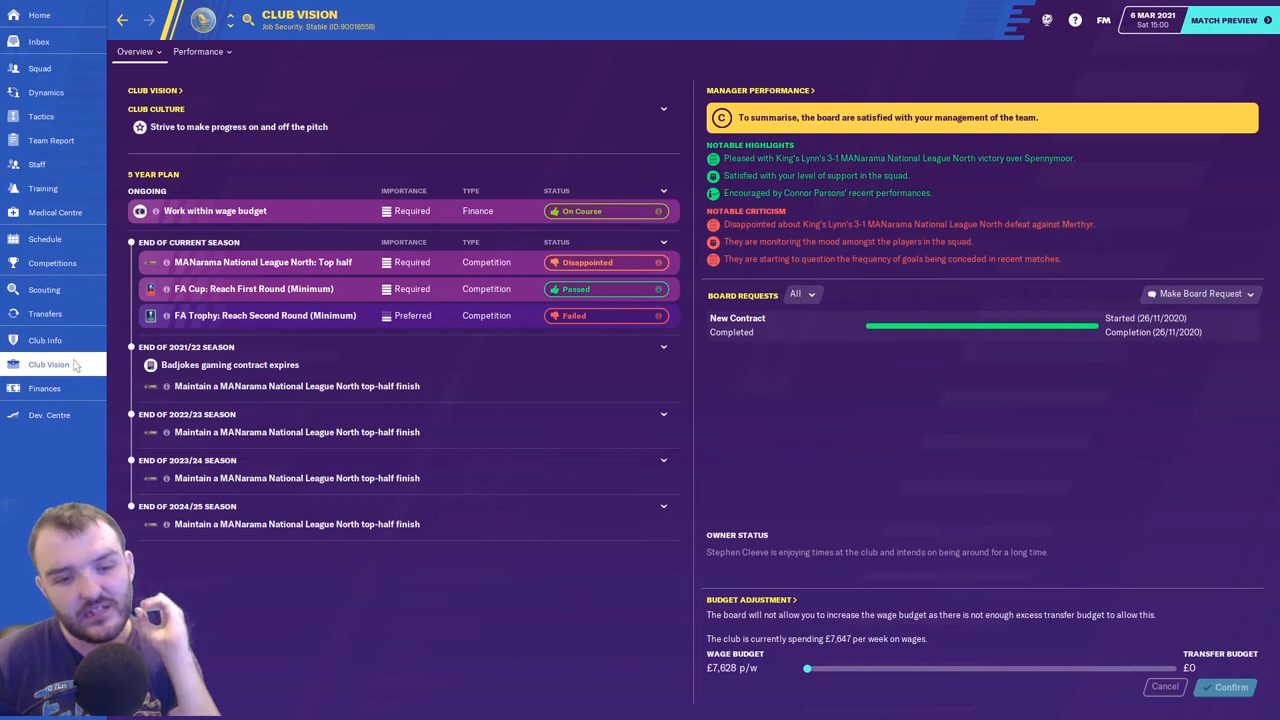 Home
CLUB VISION
Job Security: Stable (ID:90018558)
FM
6 MAR 2021
Sat 15:00
MATCH PREVIEW
Inbox
Squad
Dynamics
Tactics
Team Report
Staff
Training
Medical Centre
Schedule
Competitions
Scouting
Transfers
Club Info
Club Vision
Finances
Dev. Centre
Overview
Performance
CLUB VISION >
CLUB CULTURE
Strive to make progress on and off the pitch
5 YEAR PLAN
ONGOING IMPORTANCE TYPE STATUS
Work within wage budget Required Finance On Course
END OF CURRENT SEASON IMPORTANCE TYPE STATUS
MANarama National League North: Top half Required Competition Disappointed
FA Cup: Reach First Round (Minimum) Required Competition Passed
FA Trophy: Reach Second Round (Minimum) Preferred Competition Failed
END OF 2021/22 SEASON
Badjokes gaming contract expires
Maintain a MANarama National League North top-half finish
END OF 2022/23 SEASON
Maintain a MANarama National League North top-half finish
END OF 2023/24 SEASON
Maintain a MANarama National League North top-half finish
END OF 2024/25 SEASON
Maintain a MANarama National League North top-half finish
MANAGER PERFORMANCE >
C To summarise, the board are satisfied with your management of the team.
NOTABLE HIGHLIGHTS
Pleased with King's Lynn's 3-1 MANarama National League North victory over Spennymoor.
Satisfied with your level of support in the squad.
Encouraged by Connor Parsons' recent performances.
NOTABLE CRITICISM
Disappointed about King's Lynn's 3-1 MANarama National League North defeat against Merthyr.
They are monitoring the mood amongst the players in the squad.
They are starting to question the frequency of goals being conceded in recent matches.
BOARD REQUESTS All Make Board Request
New Contract Started (26/11/2020)
Completed Completion (26/11/2020)
OWNER STATUS
Stephen Cleeve is enjoying times at the club and intends on being around for a long time.
BUDGET ADJUSTMENT >
The board will not allow you to increase the wage budget as there is not enough excess transfer budget to allow this.
The club is currently spending £7,647 per week on wages.
WAGE BUDGET TRANSFER BUDGET
£7,628 p/w £0
Cancel Confirm